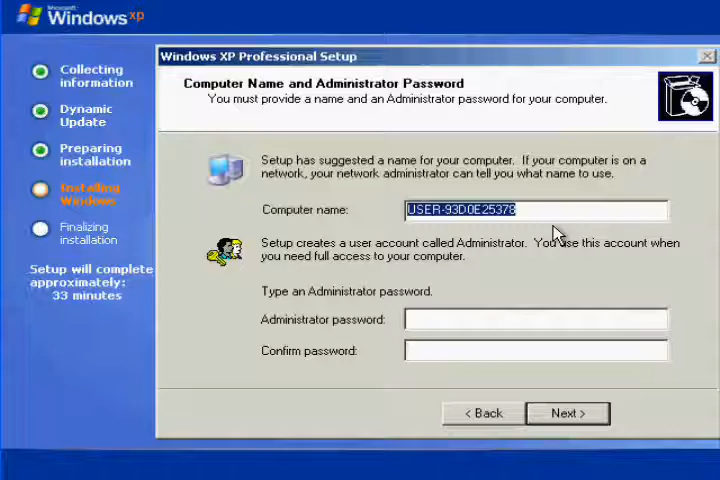 Microsoft
Windows xp
Collecting
information
Dynamic
Update
Preparing
installation
Installing
Windows
Finalizing
installation
Setup will complete
approximately:
33 minutes
Windows XP Professional Setup
Computer Name and Administrator Password
You must provide a name and an Administrator password for your computer.
Setup has suggested a name for your computer. If your computer is on a
network, your network administrator can tell you what name to use.
Computer name: USER-93D0E25378
Setup creates a user account called Administrator. You use this account when
you need full access to your computer.
Type an Administrator password.
Administrator password:
Confirm password:
< Back
Next >